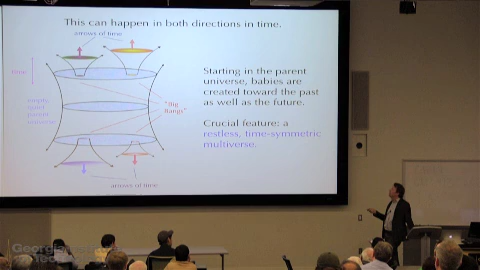 This can happen in both directions in time.
arrows of time
time
Starting in the parent
universe, babies are
created toward the past
as well as the future.
"Big
Bangs"
Crucial feature: a
restless, time-symmetric
multiverse.
arrows of time